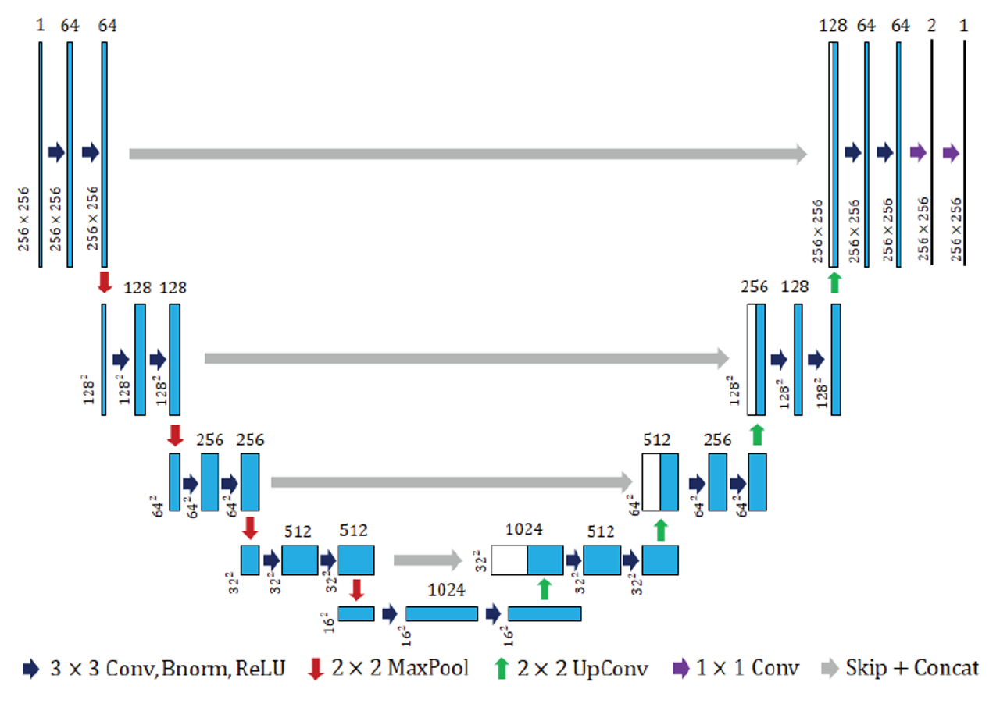 1 64 64
128 64 64 2 1
256 × 256
256 × 256
256 × 256
256 × 256
256 × 256
256 × 256
256 × 256
256 × 256
128 128
256 128
128²
128²
128²
128²
128²
128²
256 256
512 256
64²
64²
64²
64²
64²
64²
512 512
1024 512
32²
32²
32²
32²
32²
32²
1024
16²
16²
16²
3 × 3 Conv, Bnorm, ReLU 2 × 2 MaxPool 2 × 2 UpConv 1 × 1 Conv Skip + Concat